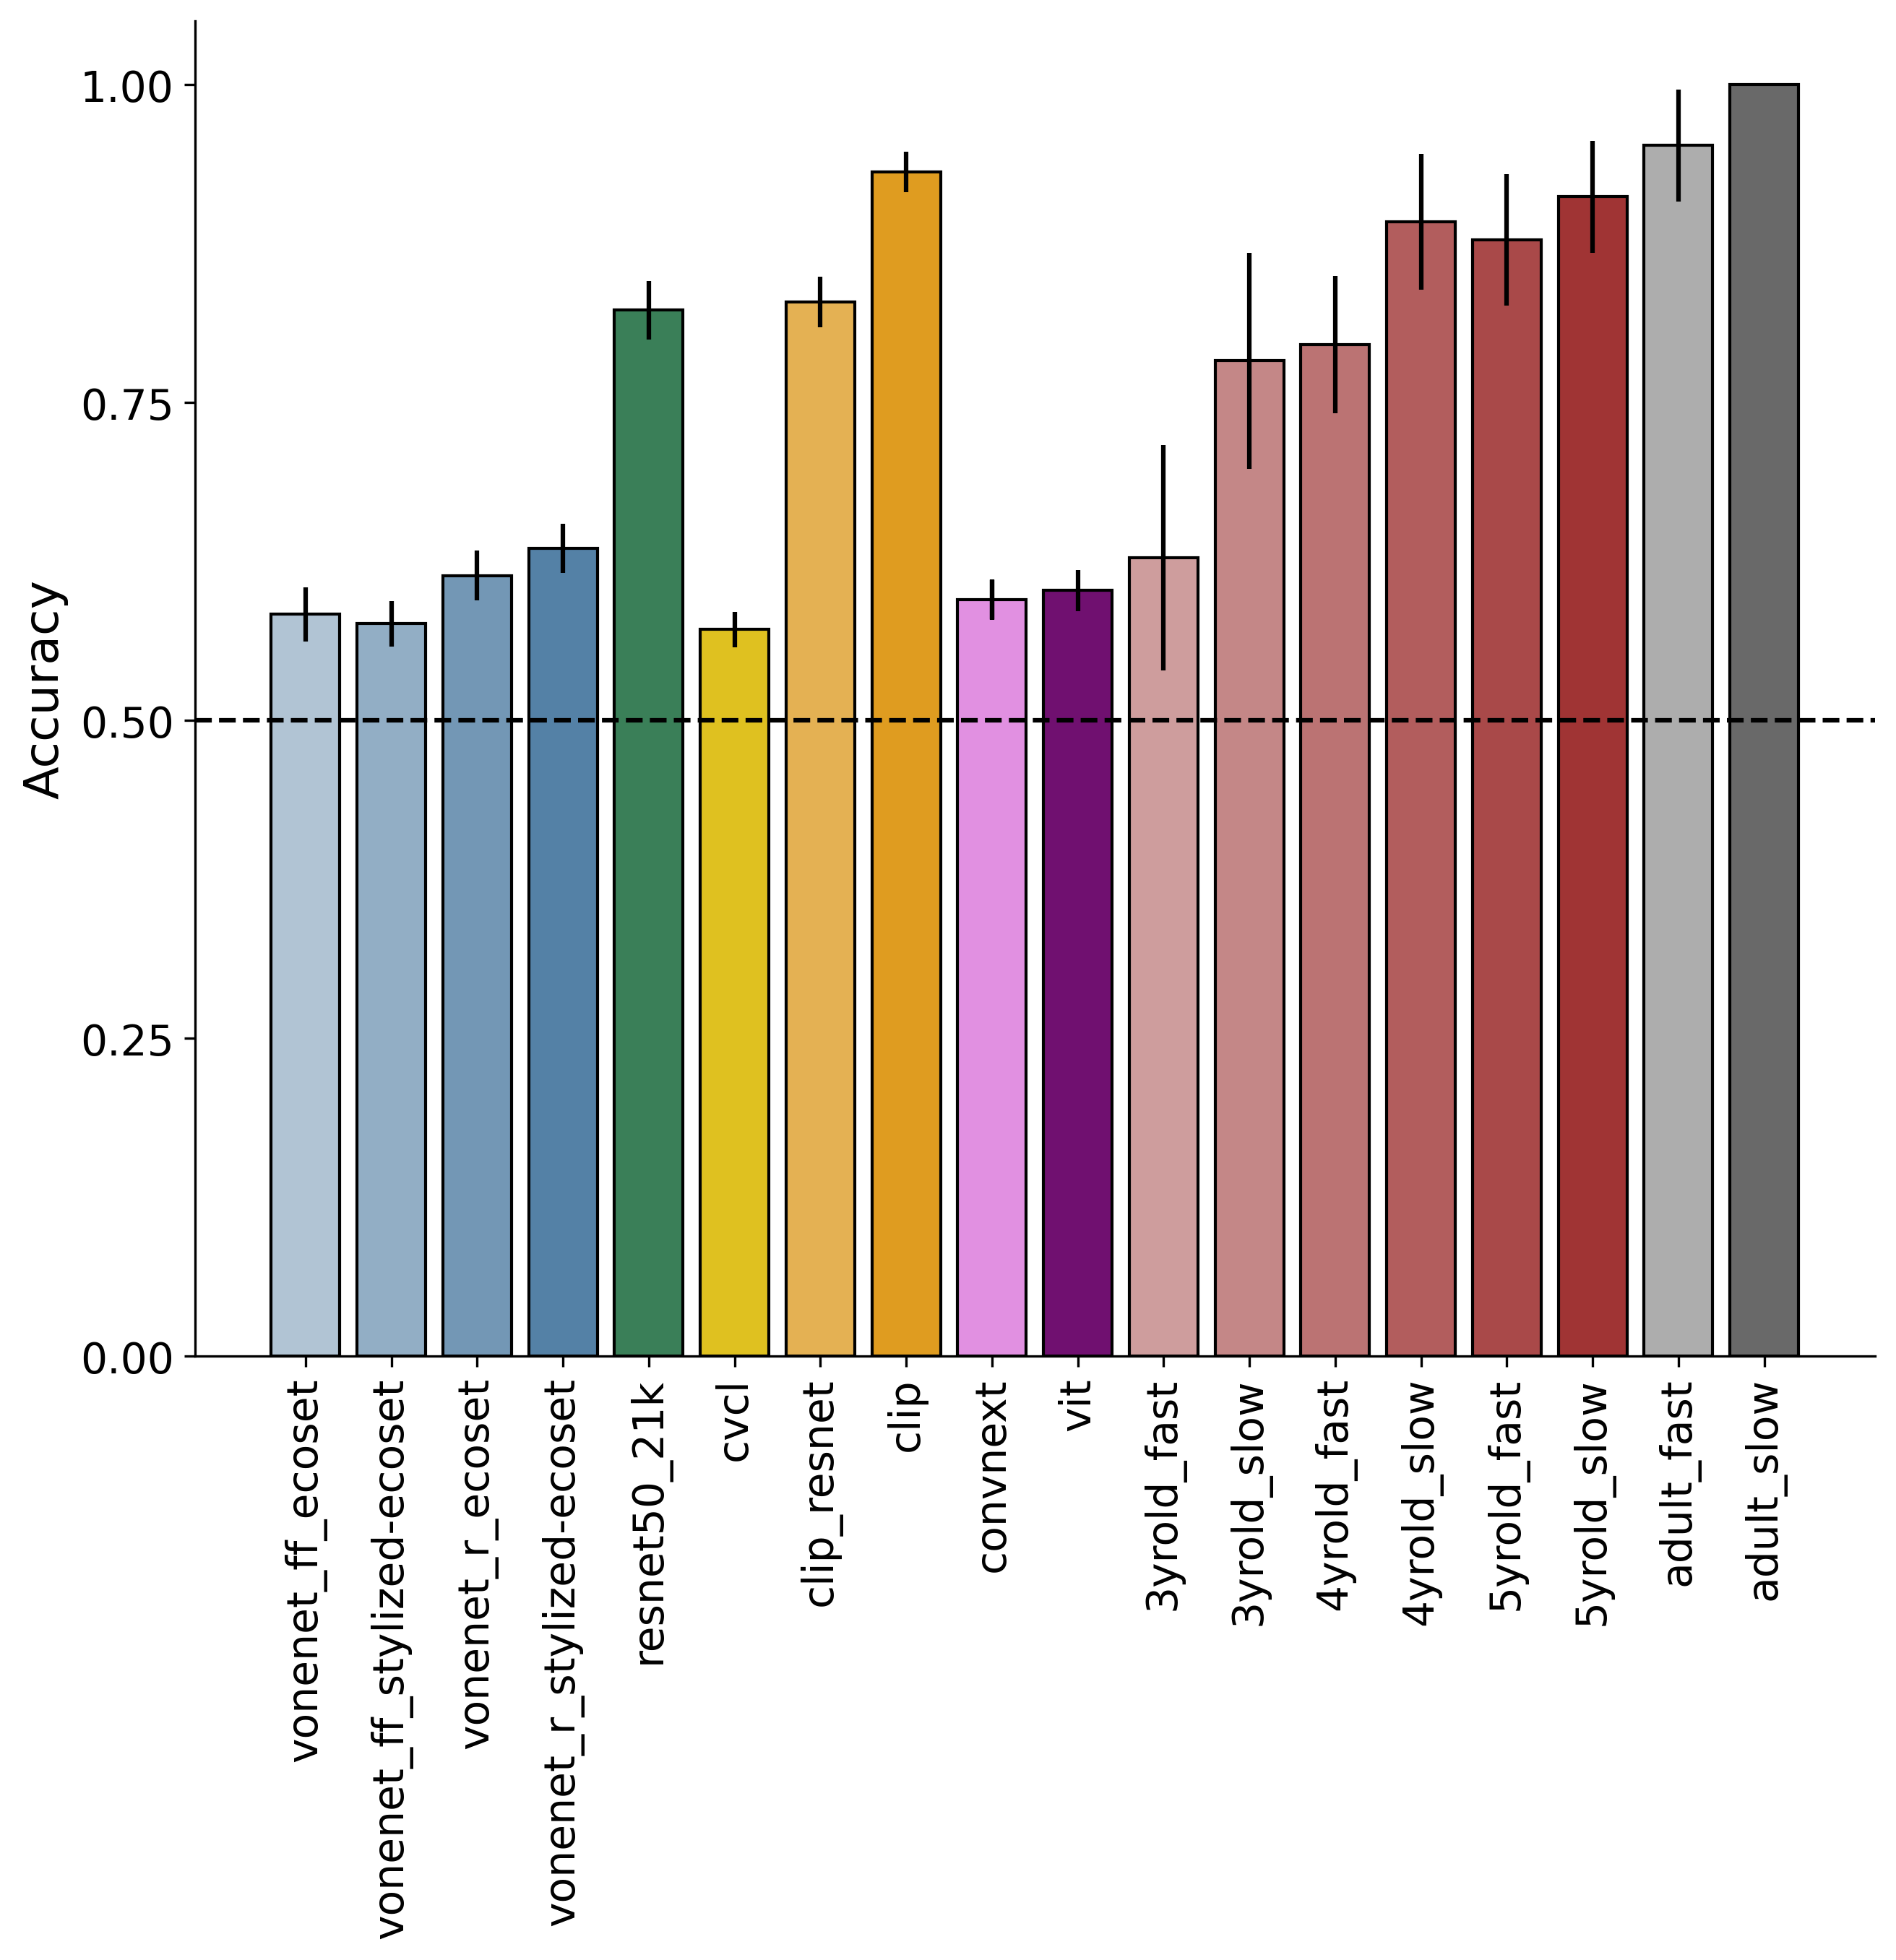 1.00
0.75
0.50
0.25
0.00
Accuracy
vonenet_ff_ecoset
vonenet_ff_stylized-ecoset
vonenet_r_ecoset
vonenet_r_stylized-ecoset
resnet50_21k
cvcl
clip_resnet
clip
convnext
vit
3yrold_fast
3yrold_slow
4yrold_fast
4yrold_slow
5yrold_fast
5yrold_slow
adult_fast
adult_slow